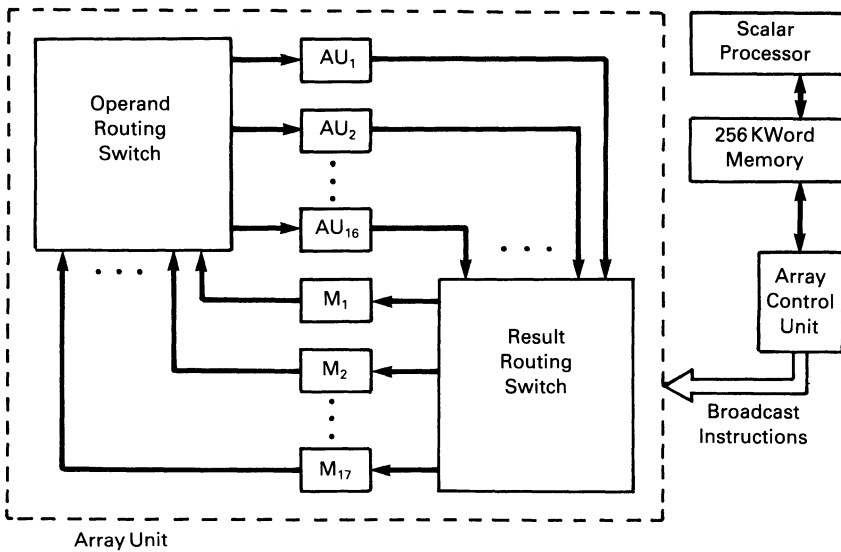 Operand
Routing
Switch
AU1
AU2
AU16
M1
M2
M17
Result
Routing
Switch
Array Unit
Scalar
Processor
256 KWord
Memory
Array
Control
Unit
Broadcast
Instructions